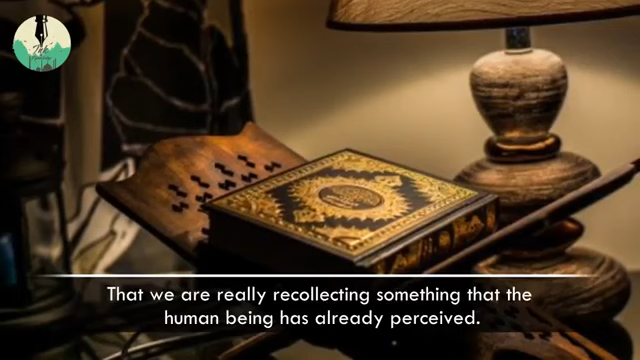 That we are really recollecting something that the
human being has already perceived.